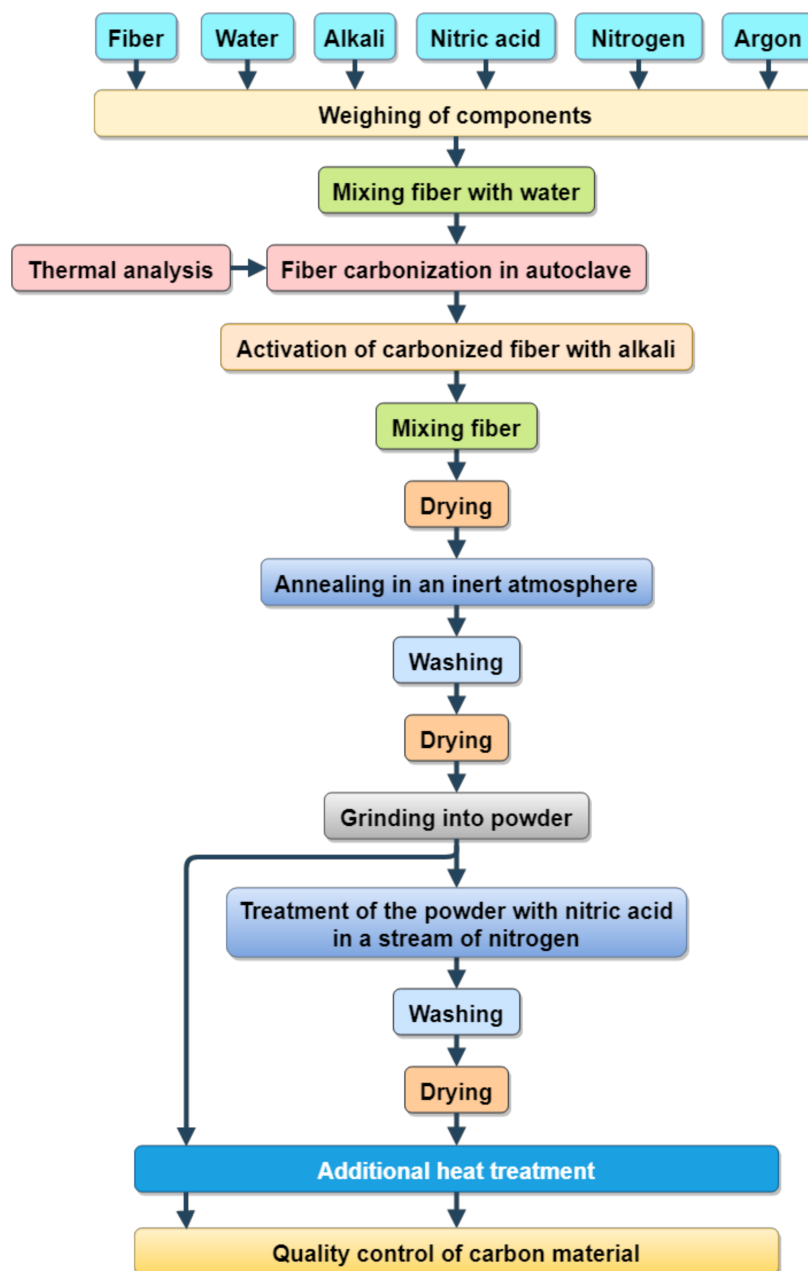 Fiber
Water
Alkali
Nitric acid
Nitrogen
Argon
Weighing of components
Mixing fiber with water
Thermal analysis
Fiber carbonization in autoclave
Activation of carbonized fiber with alkali
Mixing fiber
Drying
Annealing in an inert atmosphere
Washing
Drying
Grinding into powder
Treatment of the powder with nitric acid
in a stream of nitrogen
Washing
Drying
Additional heat treatment
Quality control of carbon material